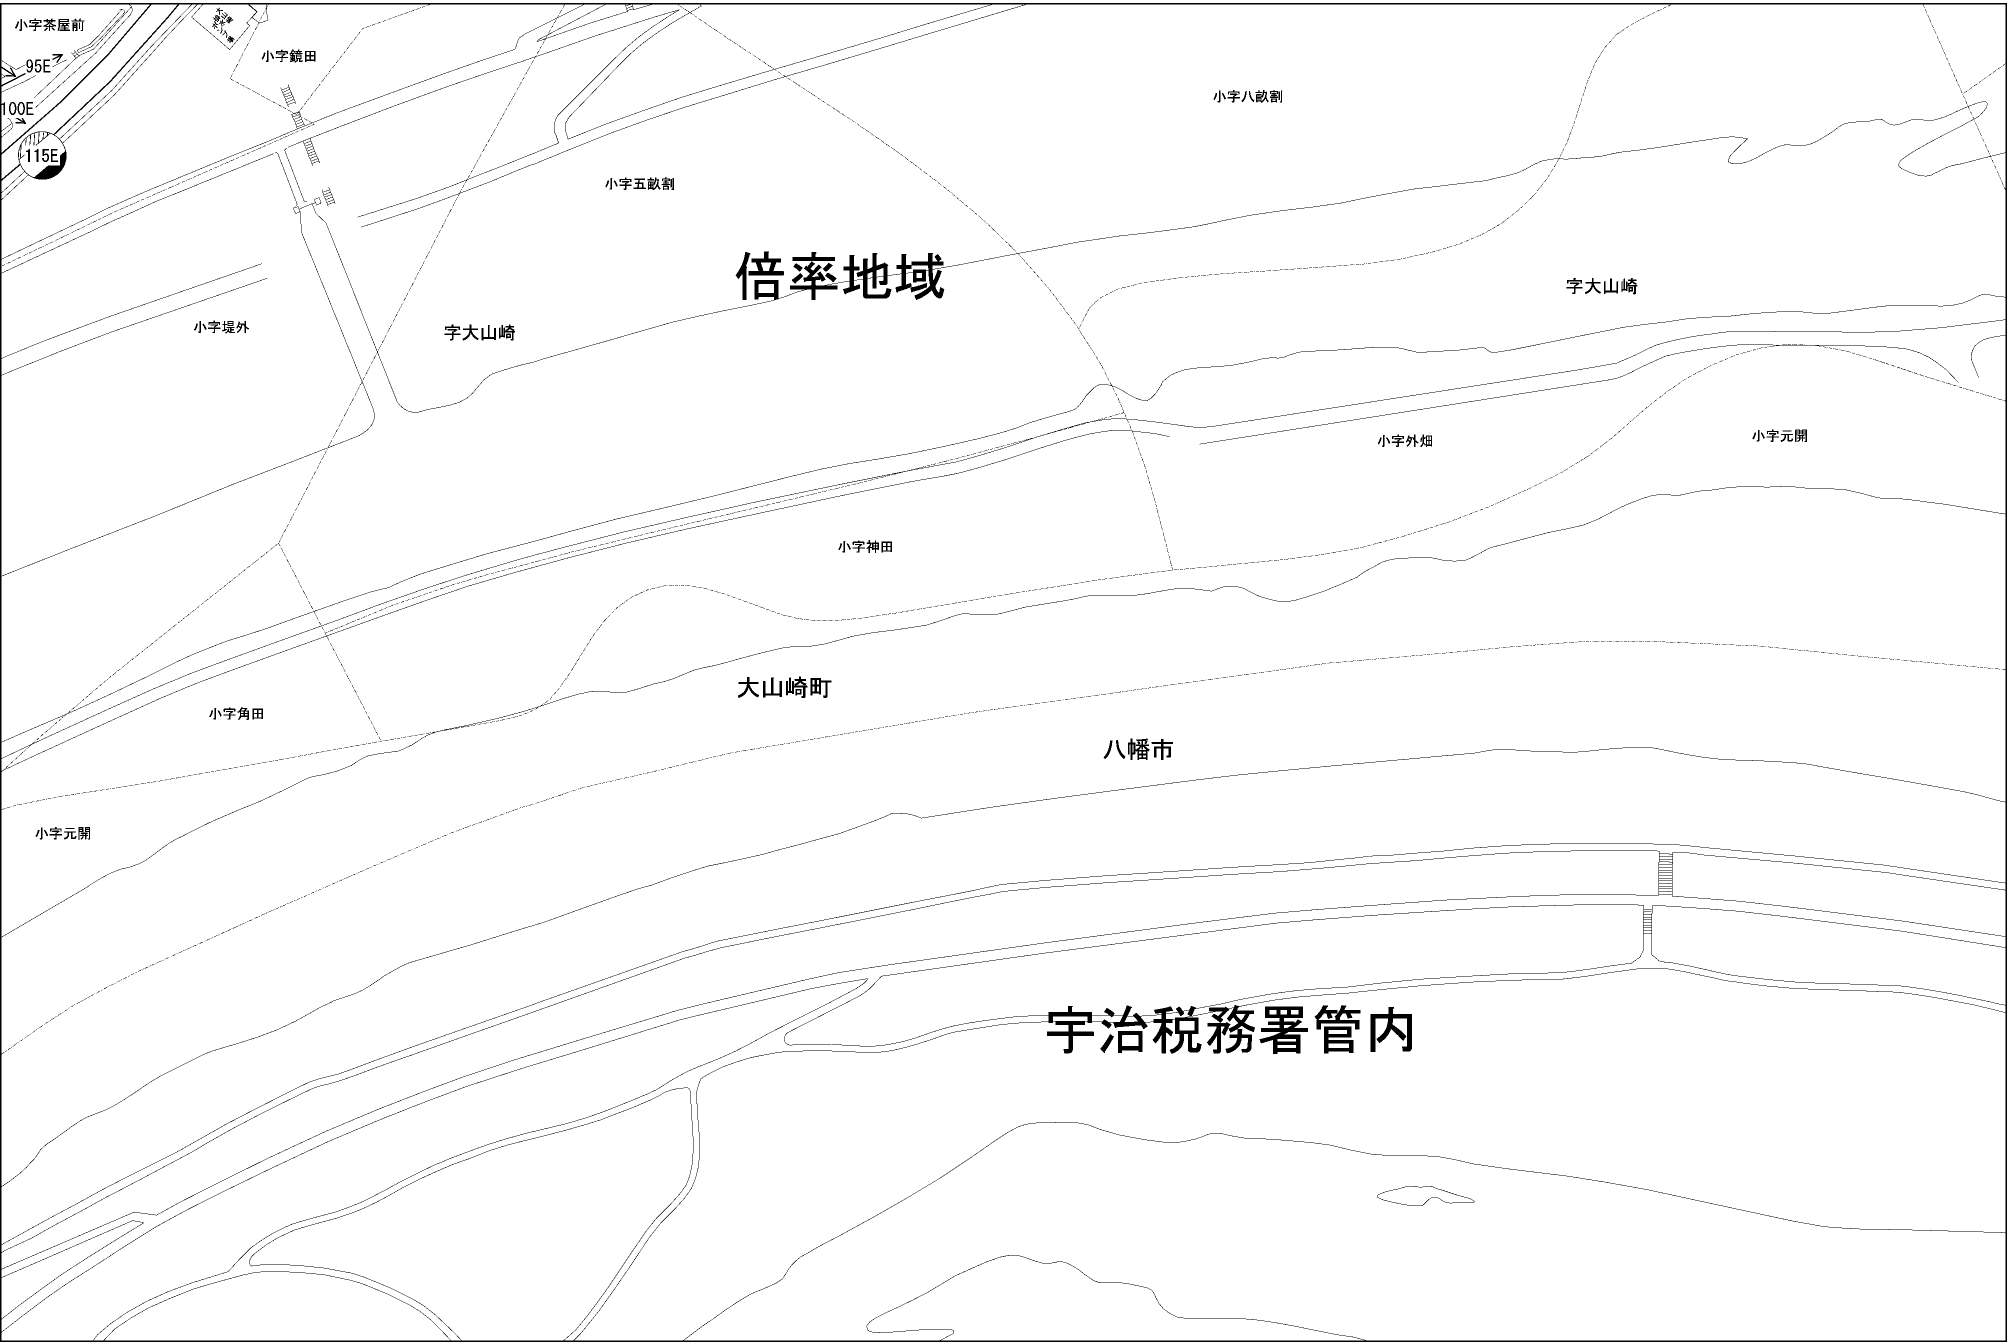 小字茶屋前
小字鏡田
95E
100E
115E
小字八畝割
小字五畝割
倍率地域
字大山崎
小字堤外
字大山崎
小字外畑
小字元開
小字神田
大山崎町
小字角田
八幡市
小字元開
宇治税務署管内